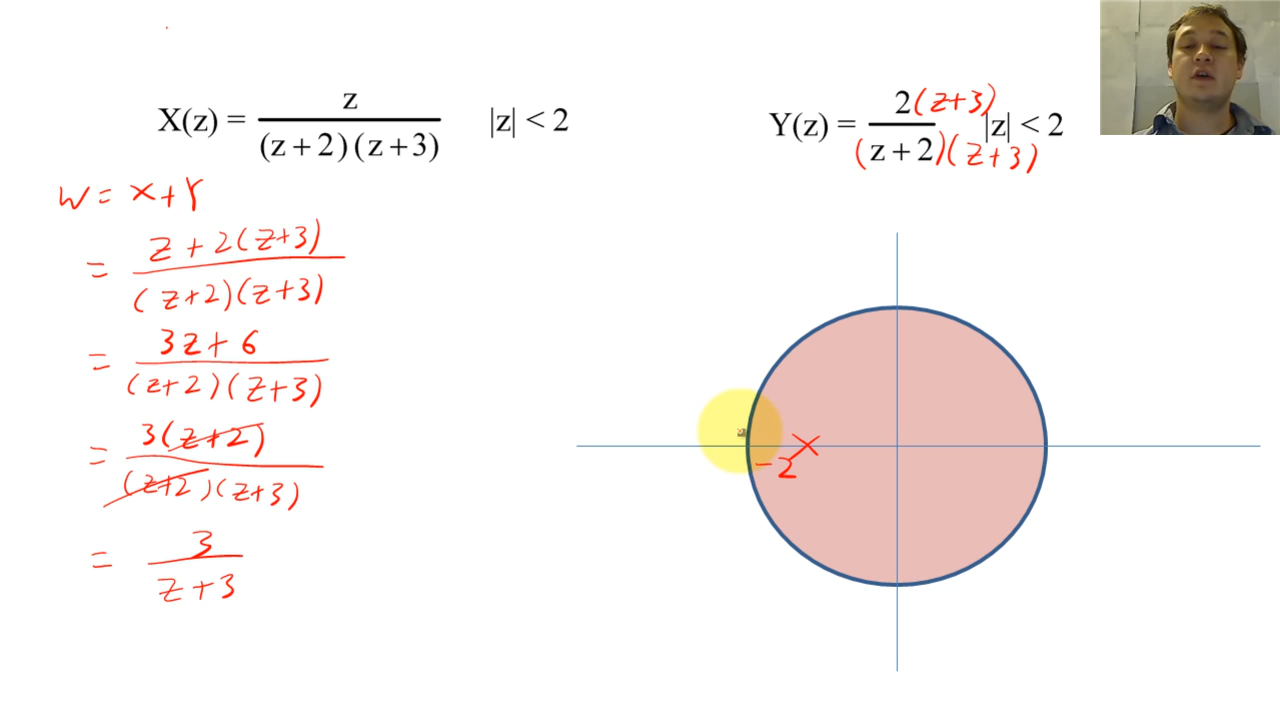 X(z) = z / (z+2)(z+3) |z| < 2
Y(z) = 2(z+3) / (z+2)(z+3) |z| < 2
W = X+Y
= z + 2(z+3) / (z+2)(z+3)
= 3z + 6 / (z+2)(z+3)
= 3(z+2) / (z+2)(z+3)
= 3 / z+3
-2